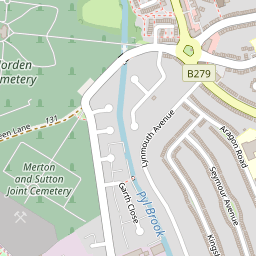 orden
emetery
B279
131
een Lane
Lynmouth Avenue
Aragon Road
Merton
and Sutton
Joint Cemetery
Garth Close
Pyl Brook
Seymour Avenue
Kings